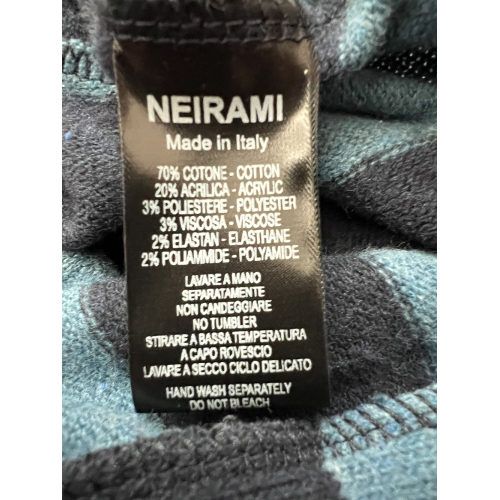 NEIRAMI
Made in Italy
70% COTONE - COTTON
20% ACRILICA - ACRYLIC
3% POLIESTERE - POLYESTER
3% VISCOSA - VISCOSE
2% ELASTAN - ELASTHANE
2% POLIAMMIDE - POLYAMIDE
LAVARE A MANO
SEPARATAMENTE
NON CANDEGGIARE
NO TUMBLER
STIRARE A BASSA TEMPERATURA
A CAPO ROVESCIO
LAVARE A SECCO CICLO DELICATO
HAND WASH SEPARATELY
DO NOT BLEACH